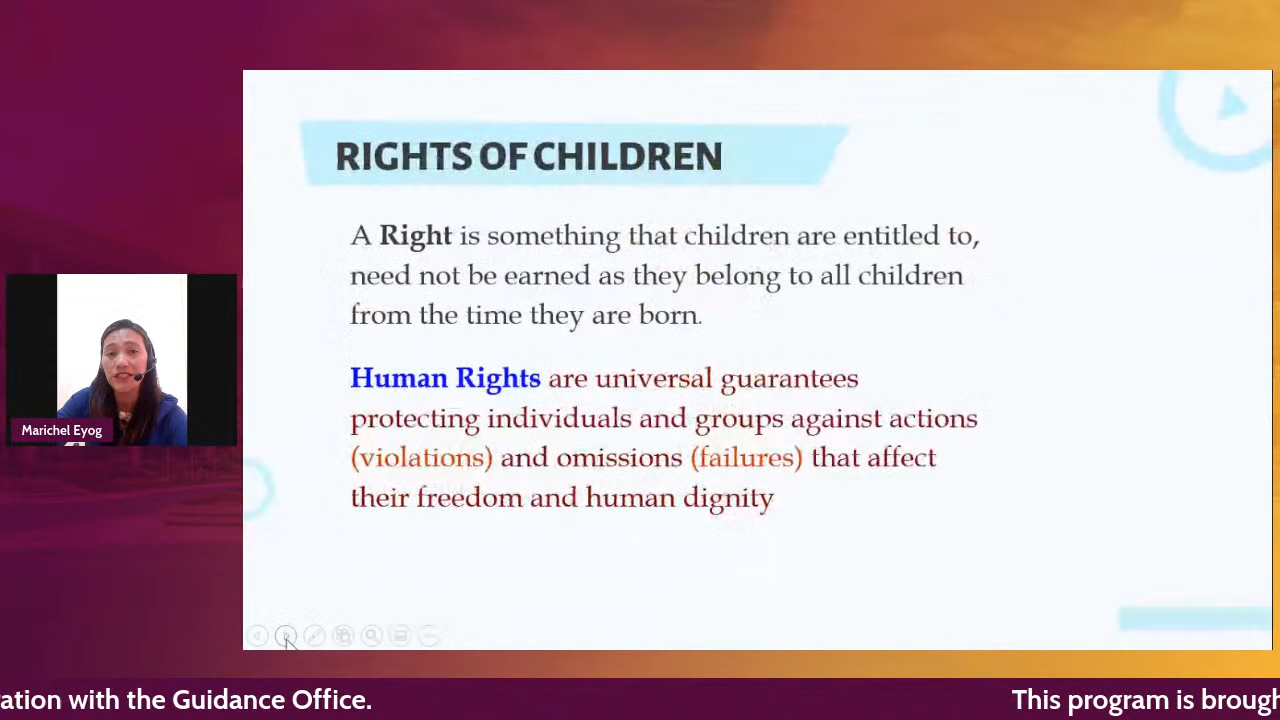 RIGHTS OF CHILDREN
A Right is something that children are entitled to,
need not be earned as they belong to all children
from the time they are born.
Human Rights are universal guarantees
protecting individuals and groups against actions
(violations) and omissions (failures) that affect
their freedom and human dignity
Marichel Eyog
ation with the Guidance Office.
This program is brough